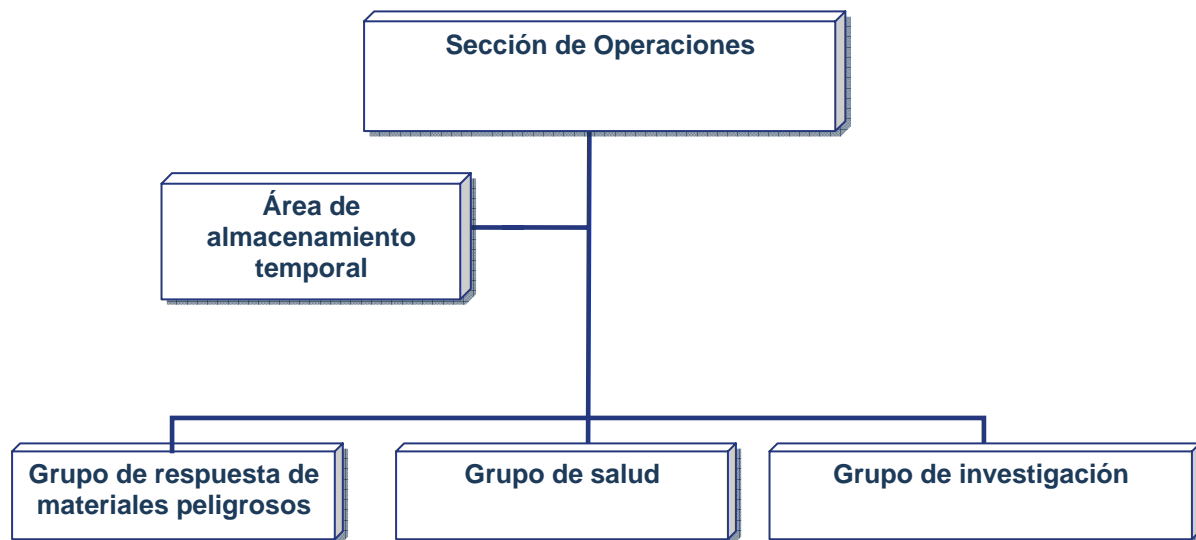 Sección de Operaciones
Área de
almacenamiento
temporal
Grupo de respuesta de
materiales peligrosos
Grupo de salud
Grupo de investigación